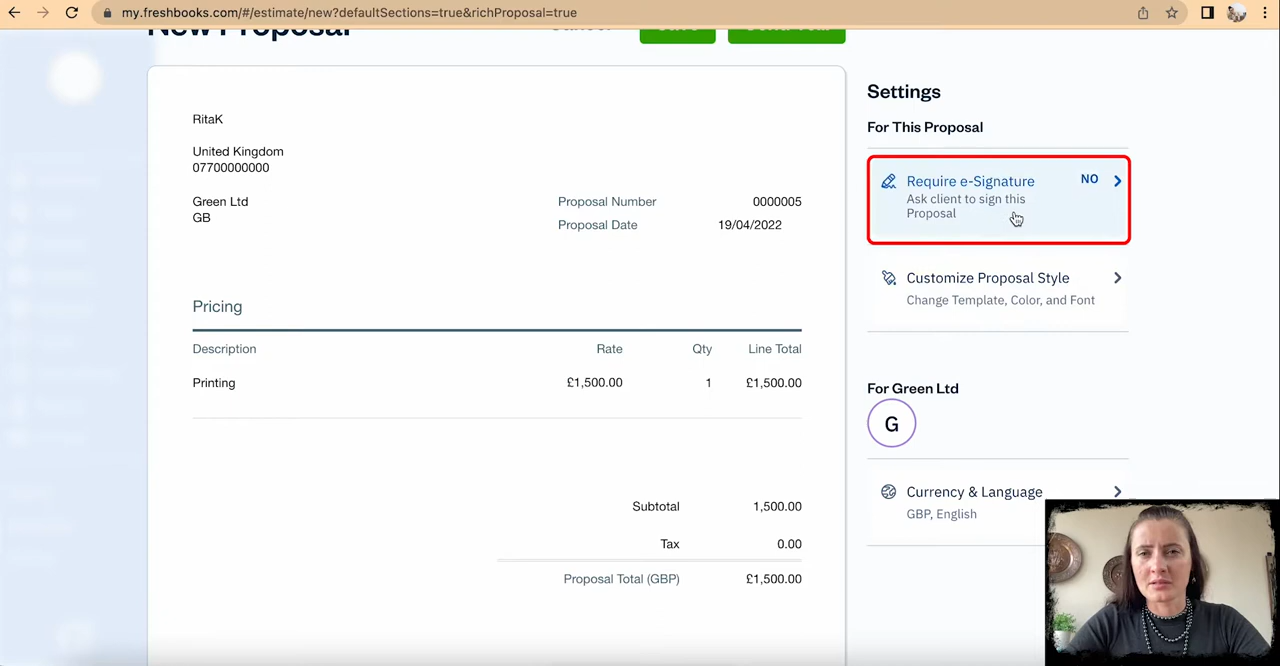 my.freshbooks.com/#/estimate/new?defaultSections=true&richProposal=true
New Proposal
RitaK
United Kingdom
07700000000
Green Ltd
GB
Proposal Number 0000005
Proposal Date 19/04/2022
Pricing
Description Rate Qty Line Total
Printing £1,500.00 1 £1,500.00
Subtotal 1,500.00
Tax 0.00
Proposal Total (GBP) £1,500.00
Settings
For This Proposal
Require e-Signature NO
Ask client to sign this
Proposal
Customize Proposal Style
Change Template, Color, and Font
For Green Ltd
G
Currency & Language
GBP, English